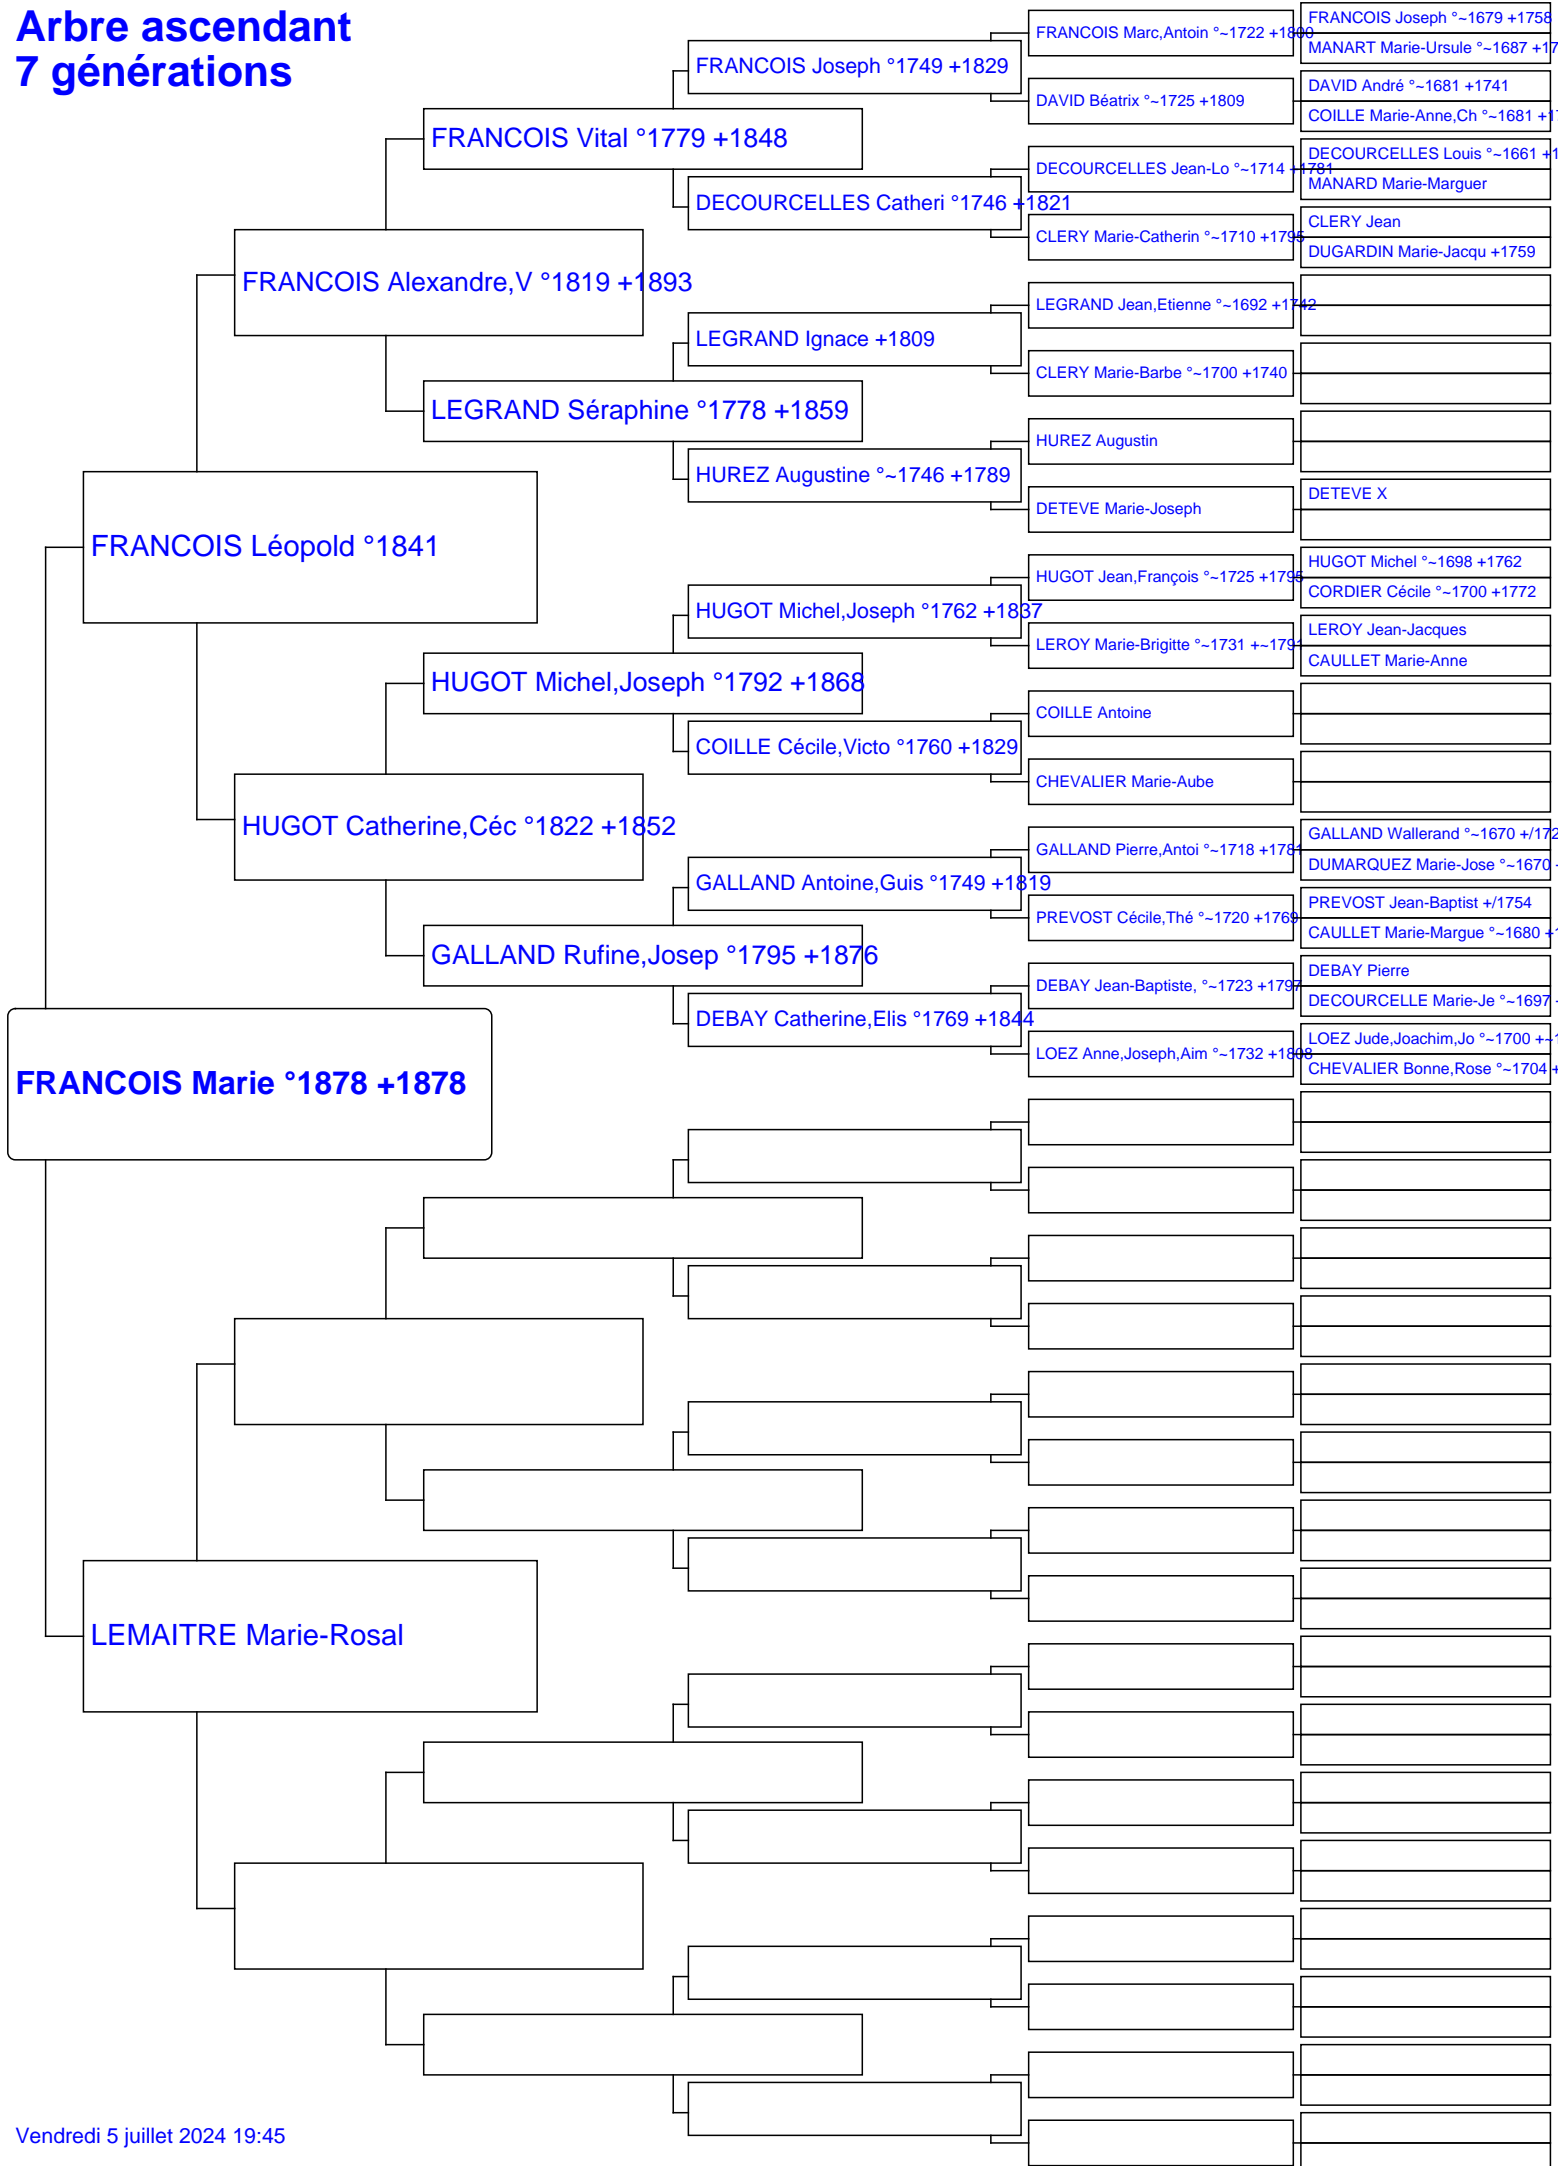 Arbre ascendant
7 générations
FRANCOIS Joseph °~1679 +1758
FRANCOIS Marc,Antoin °~1722 +1800
MANART Marie-Ursule °~1687 +17
FRANCOIS Joseph °1749 +1829
DAVID André °~1681 +1741
DAVID Béatrix °~1725 +1809
COILLE Marie-Anne,Ch °~1681 +1
FRANCOIS Vital °1779 +1848
DECOURCELLES Louis °~1661 +1
DECOURCELLES Jean-Lo °~1714 +1781
MANARD Marie-Marguer
DECOURCELLES Catheri °1746 +1821
CLERY Jean
CLERY Marie-Catherin °~1710 +1795
DUGARDIN Marie-Jacqu +1759
FRANCOIS Alexandre,V °1819 +1893
LEGRAND Jean,Etienne °~1692 +1742
LEGRAND Ignace +1809
CLERY Marie-Barbe °~1700 +1740
LEGRAND Séraphine °1778 +1859
HUREZ Augustin
HUREZ Augustine °~1746 +1789
DETEVE X
DETEVE Marie-Joseph
FRANCOIS Léopold °1841
HUGOT Michel °~1698 +1762
HUGOT Jean,François °~1725 +1795
CORDIER Cécile °~1700 +1772
HUGOT Michel,Joseph °1762 +1837
LEROY Jean-Jacques
LEROY Marie-Brigitte °~1731 +~1791
CAULLET Marie-Anne
HUGOT Michel,Joseph °1792 +1868
COILLE Antoine
COILLE Cécile,Victo °1760 +1829
CHEVALIER Marie-Aube
HUGOT Catherine,Céc °1822 +1852
GALLAND Wallerand °~1670 +/172
GALLAND Pierre,Antoi °~1718 +1781
DUMARQUEZ Marie-Jose °~1670 +
GALLAND Antoine,Guis °1749 +1819
PREVOST Jean-Baptist +/1754
PREVOST Cécile,Thé °~1720 +1769
CAULLET Marie-Margue °~1680 +1
GALLAND Rufine,Josep °1795 +1876
DEBAY Pierre
DEBAY Jean-Baptiste, °~1723 +1797
DECOURCELLE Marie-Je °~1697 +
DEBAY Catherine,Elis °1769 +1844
LOEZ Jude,Joachim,Jo °~1700 +~1
LOEZ Anne,Joseph,Aim °~1732 +1808
CHEVALIER Bonne,Rose °~1704 +
FRANCOIS Marie °1878 +1878
LEMAITRE Marie-Rosal
Vendredi 5 juillet 2024 19:45